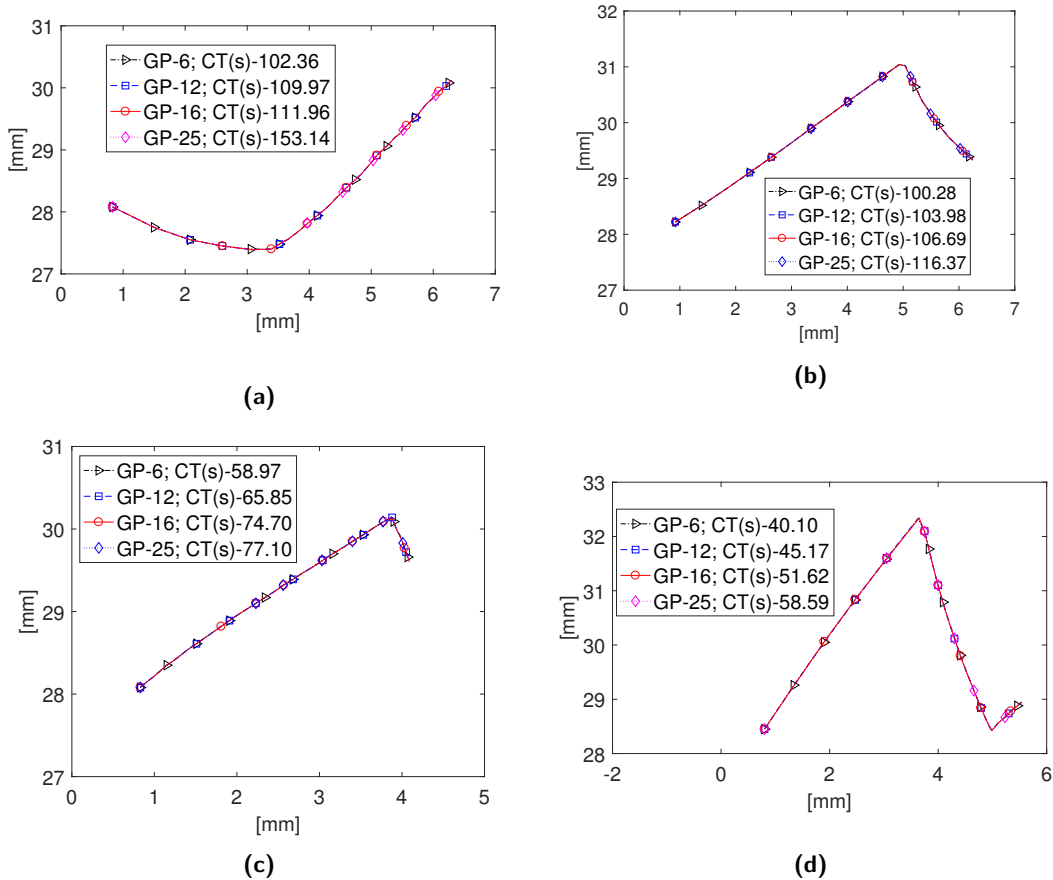 31
30
29
28
27
[mm]
GP-6; CT(s)-102.36
GP-12; CT(s)-109.97
GP-16; CT(s)-111.96
GP-25; CT(s)-153.14
0 1 2 3 4 5 6 7
[mm]
(a)
32
31
30
29
28
27
[mm]
GP-6; CT(s)-100.28
GP-12; CT(s)-103.98
GP-16; CT(s)-106.69
GP-25; CT(s)-116.37
0 1 2 3 4 5 6 7
[mm]
(b)
31
30
29
28
27
[mm]
GP-6; CT(s)-58.97
GP-12; CT(s)-65.85
GP-16; CT(s)-74.70
GP-25; CT(s)-77.10
0 1 2 3 4 5
[mm]
(c)
33
32
31
30
29
28
[mm]
GP-6; CT(s)-40.10
GP-12; CT(s)-45.17
GP-16; CT(s)-51.62
GP-25; CT(s)-58.59
-2 0 2 4 6
[mm]
(d)